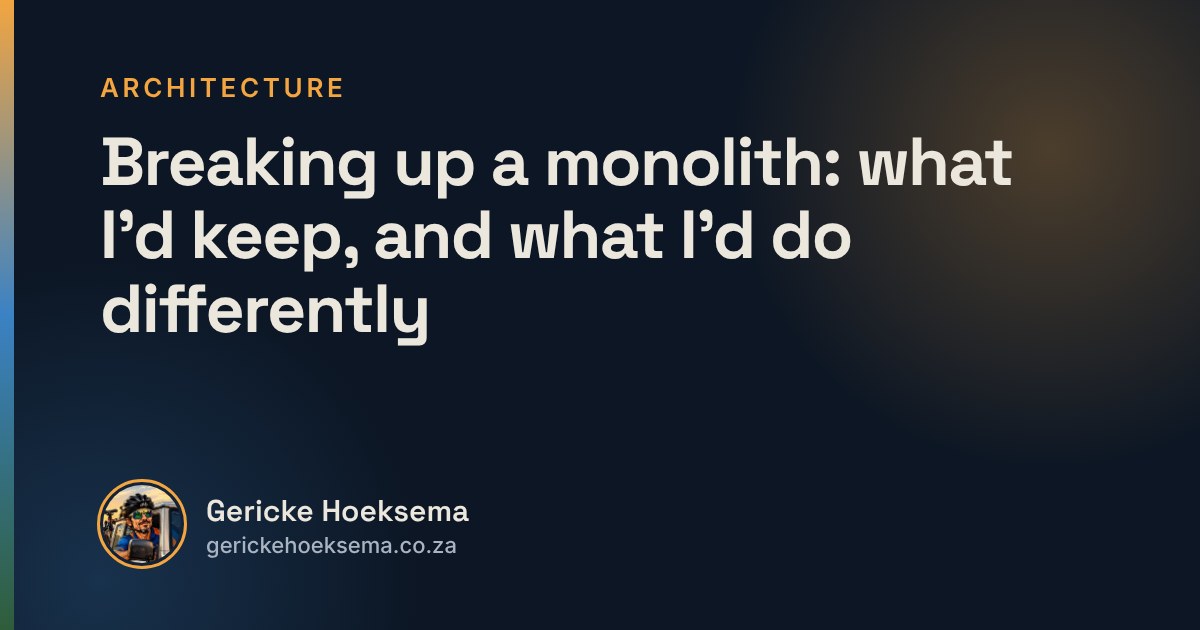 ARCHITECTURE
Breaking up a monolith: what
I’d keep, and what I’d do
differently
Gericke Hoeksema
gerickehoeksema.co.za